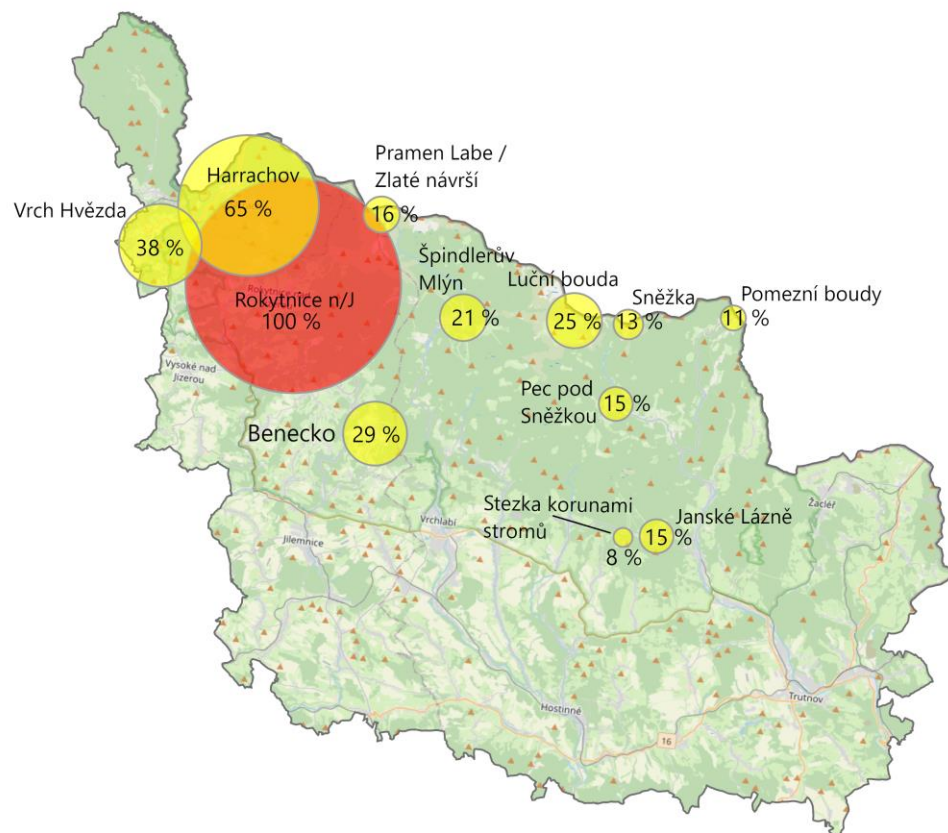 Pramen Labe /
Zlaté návrší
16 %
Harrachov
65 %
Vrch Hvězda
38 %
Rokytnice n/J
100 %
Špindlerův
Mlýn
21 %
Luční bouda
25 %
Sněžka
13 %
Pomezní boudy
11 %
Vysoké nad
Jizerou
Pec pod
Sněžkou
15 %
Benecko
29 %
Stezka korunami
stromů
8 %
Janské Lázně
15 %
Žacléř
Vrchlabí
Jilemnice
Trutnov
Hostinné
16